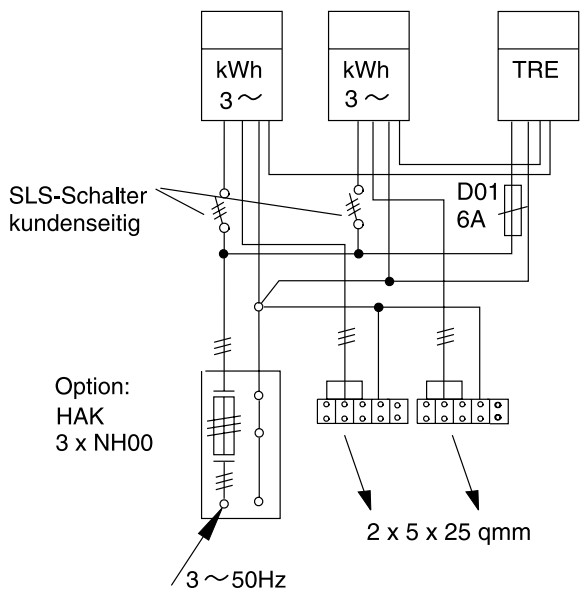 kWh
3 ~
kWh
3 ~
TRE
SLS-Schalter
kundenseitig
D01
6A
Option:
HAK
3 x NH00
2 x 5 x 25 qmm
3 ~ 50Hz